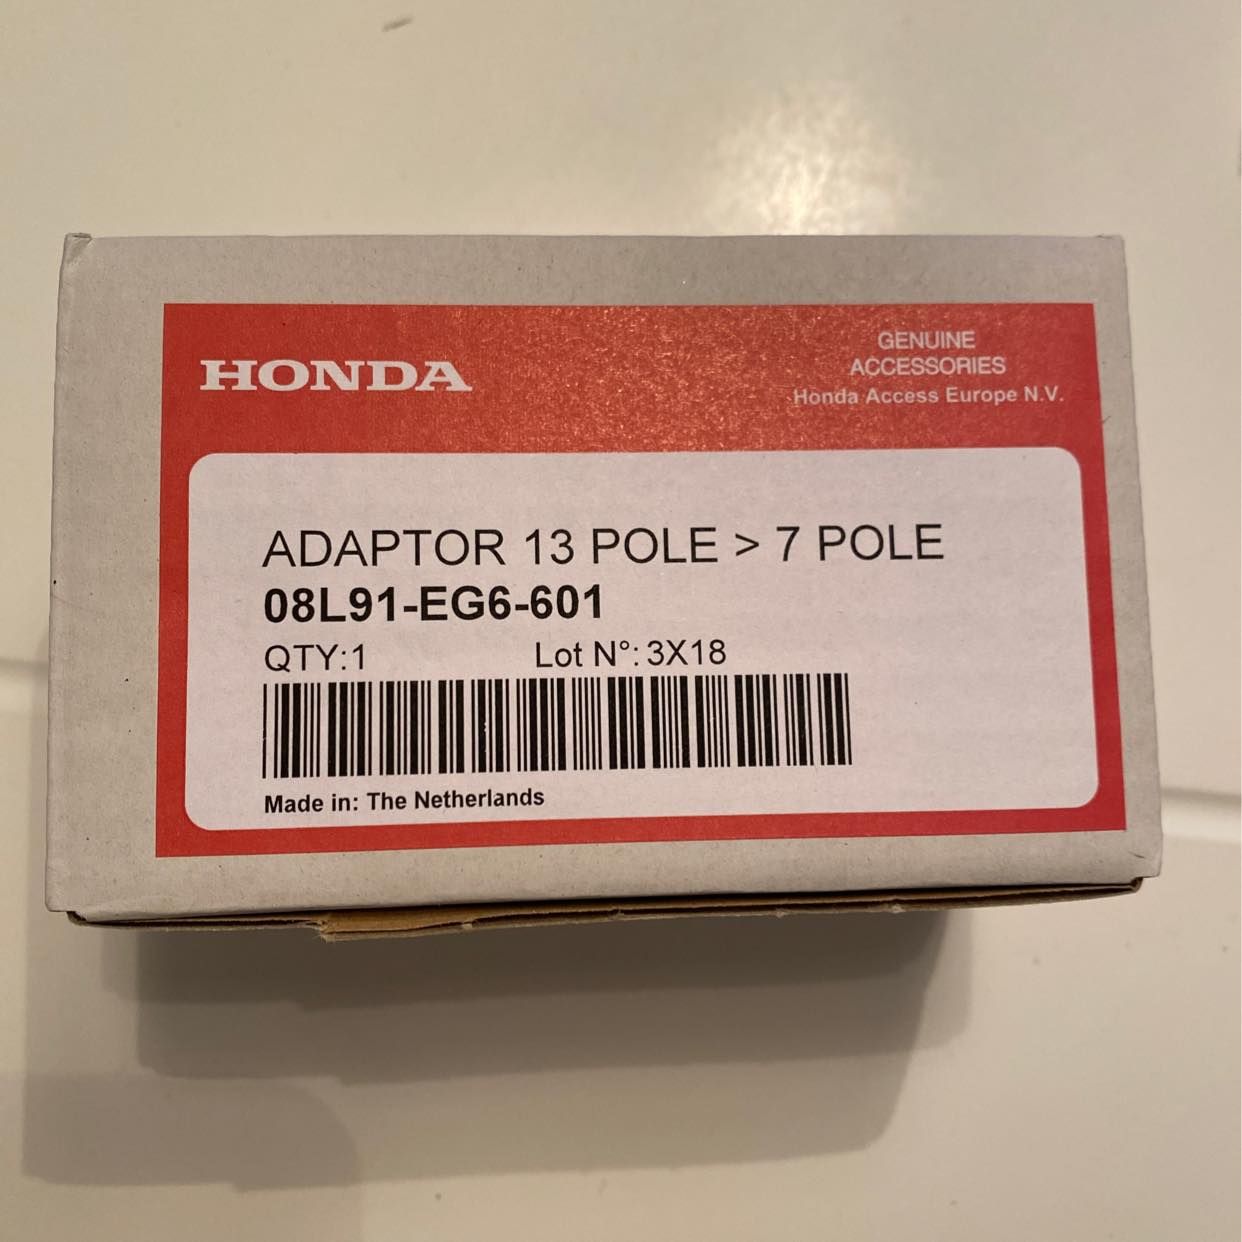 HONDA
GENUINE
ACCESSORIES
Honda Access Europe N.V.
ADAPTOR 13 POLE > 7 POLE
08L91-EG6-601
QTY:1 Lot N°: 3X18
Made in: The Netherlands